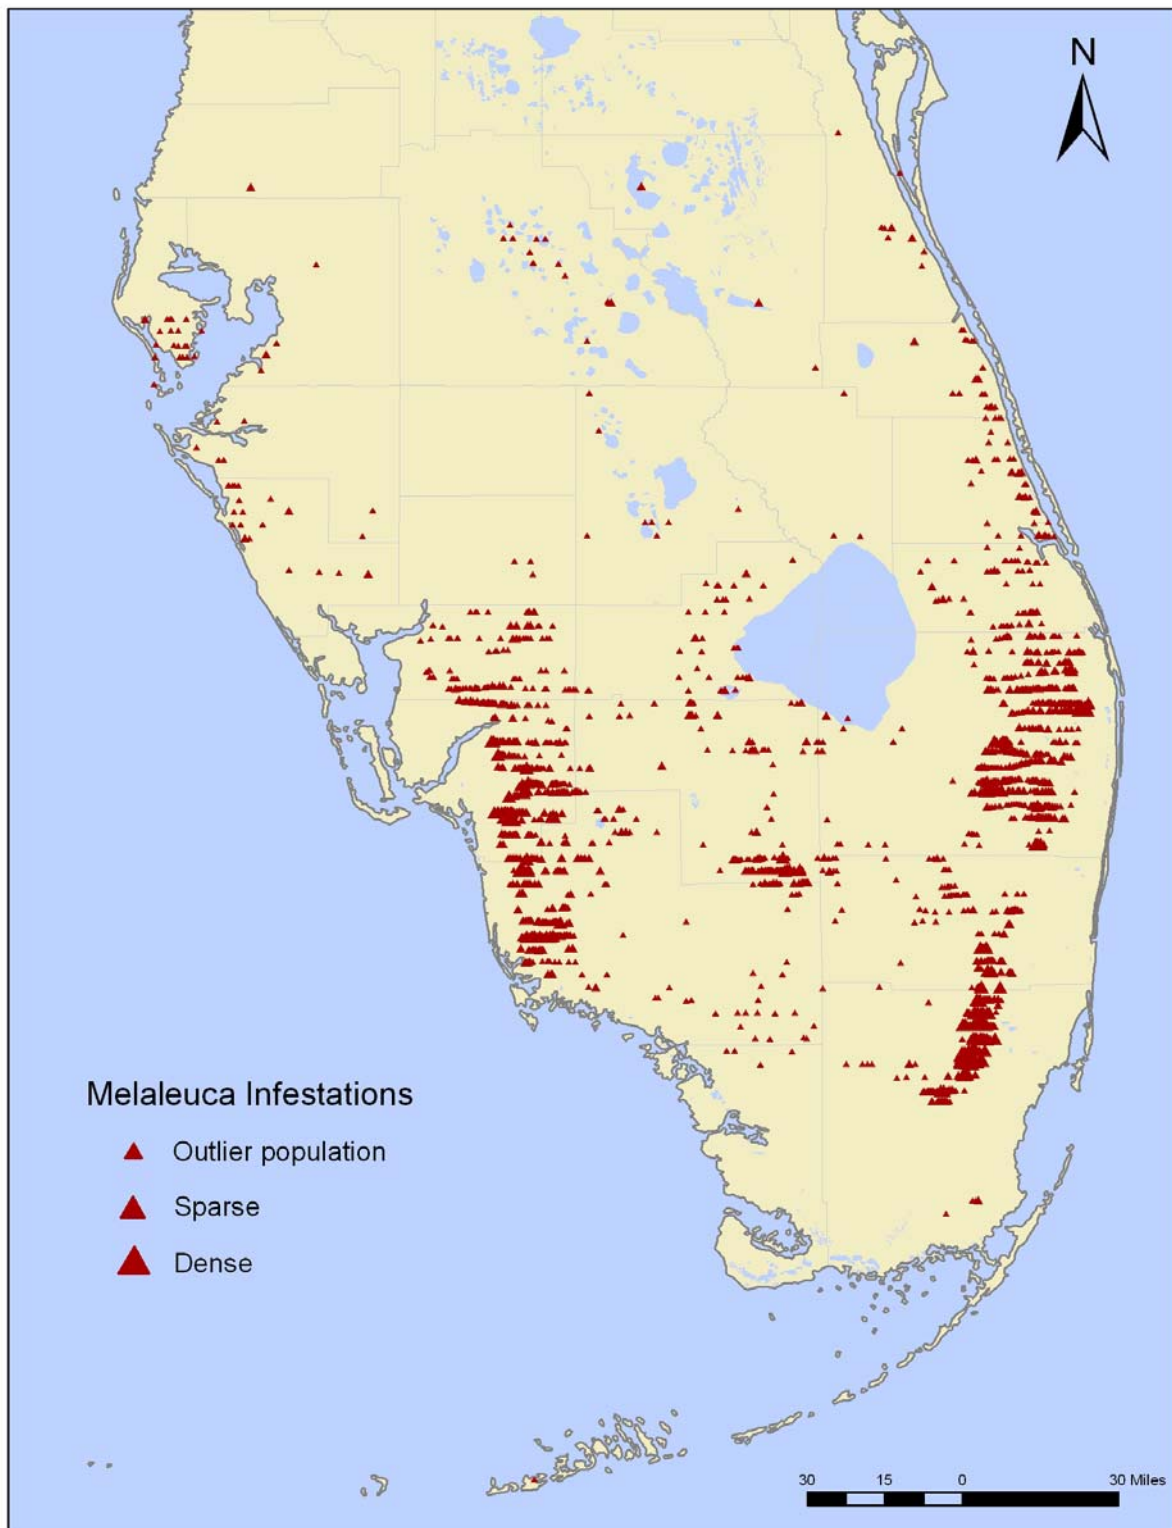 N
Melaleuca Infestations
Outlier population
Sparse
Dense
30 15 0 30 Miles